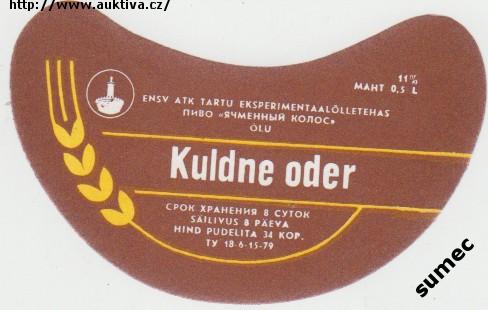 http://www.auktiva.cz/
11%
МАНТ 0,5 L
ENSV ATK TARTU EKSPERIMENTAALÕLLETEHAS
ПИВО «ЯЧМЕННЫЙ КОЛОС»
ÕLU
Kuldne oder
СРОК ХРАНЕНИЯ 8 СУТОК
SÄILIVUS 8 PÄEVA
HIND PUDELITA 34 KOP.
ТУ 18-6-15-79
sumec